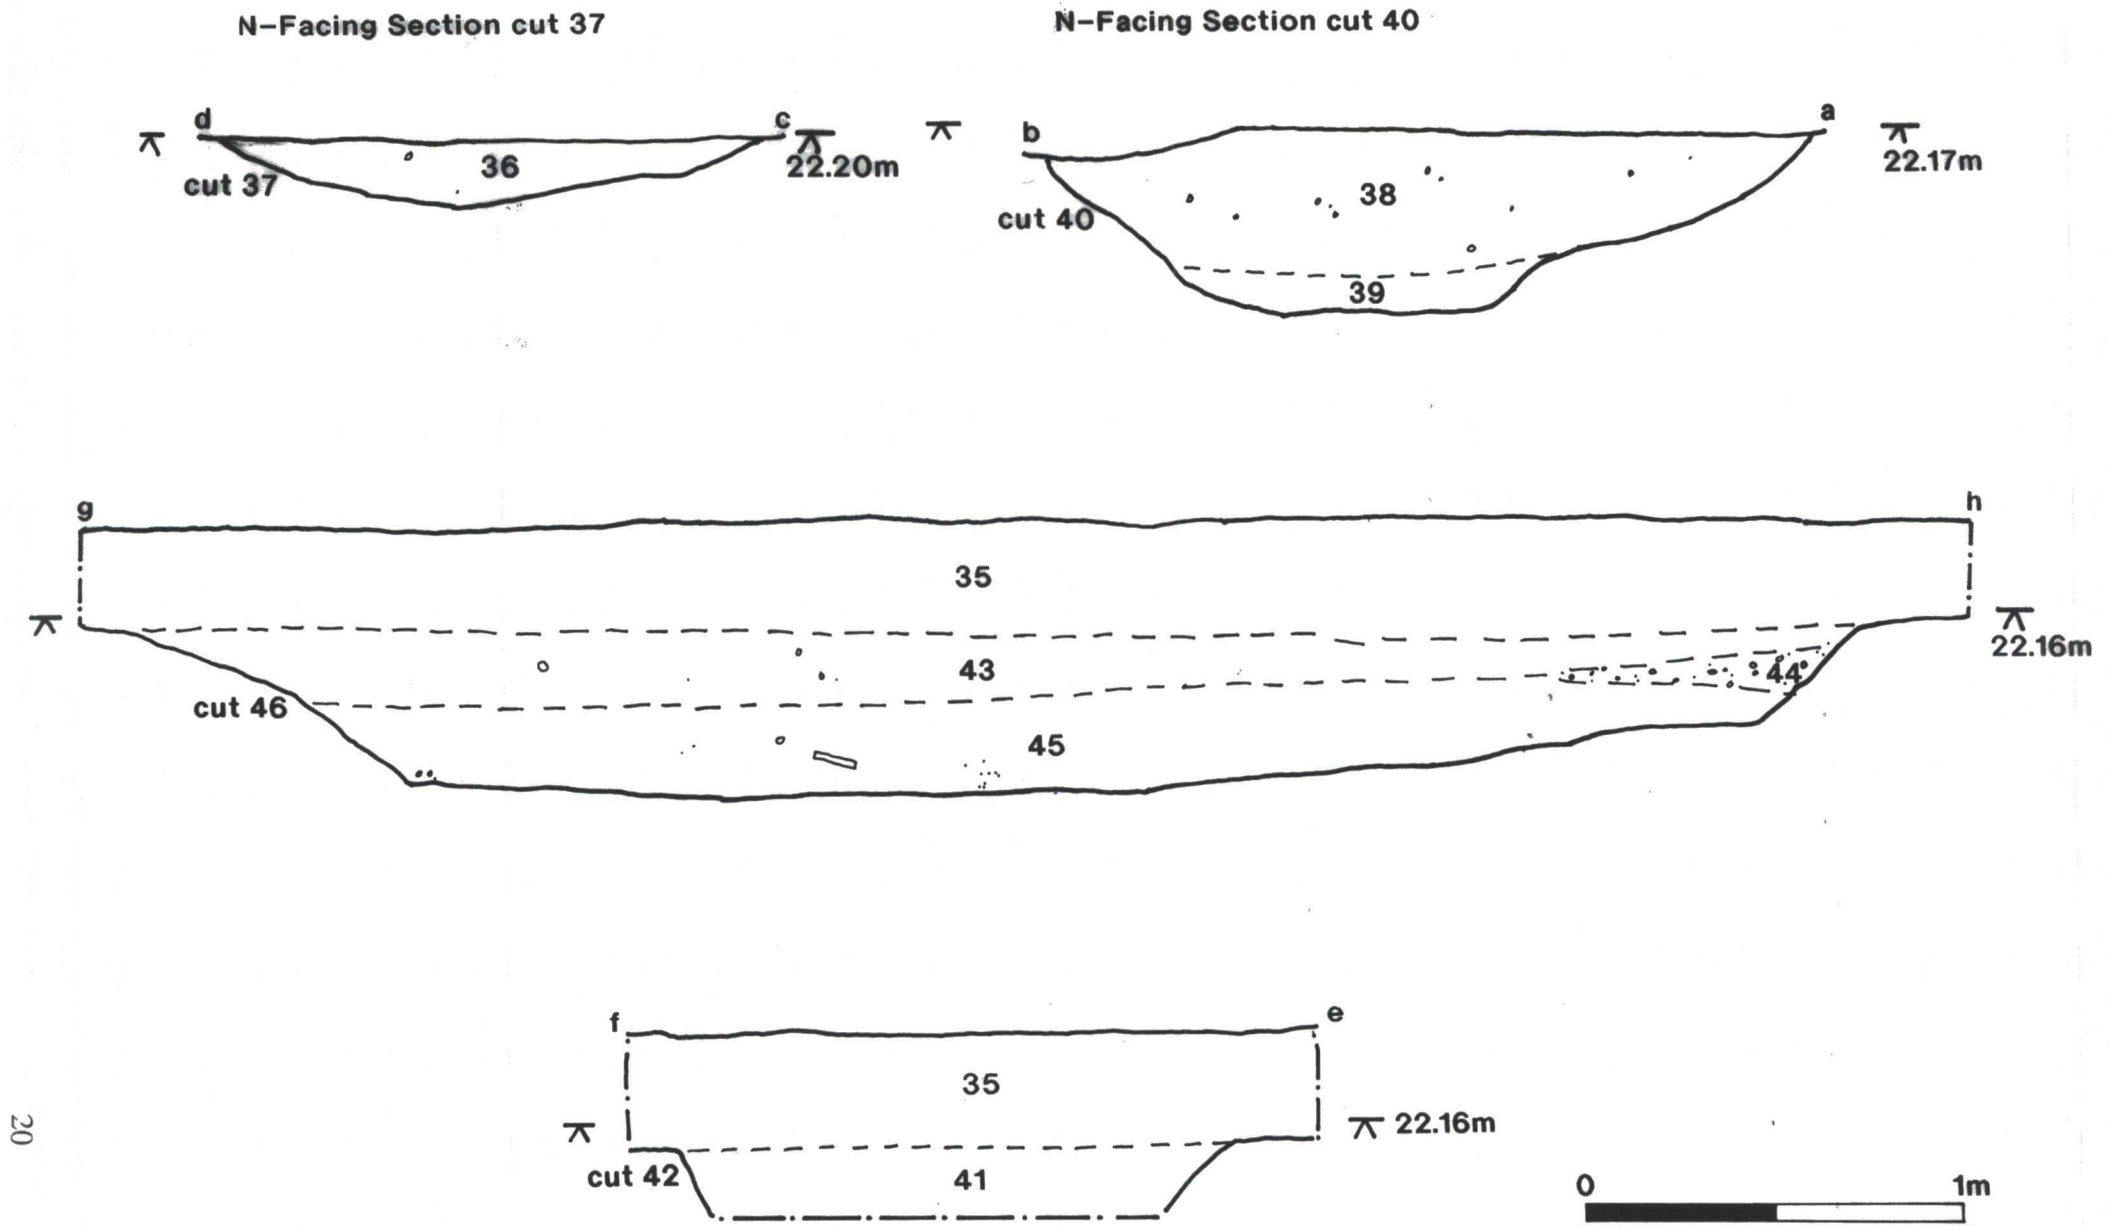 N-Facing Section cut 37
N-Facing Section cut 40
d
c
36
cut 37
22.20m
b
a
38
22.17m
cut 40
39
g
h
35
22.16m
43
44
cut 46
45
f
e
35
22.16m
cut 42
41
0
1m
20